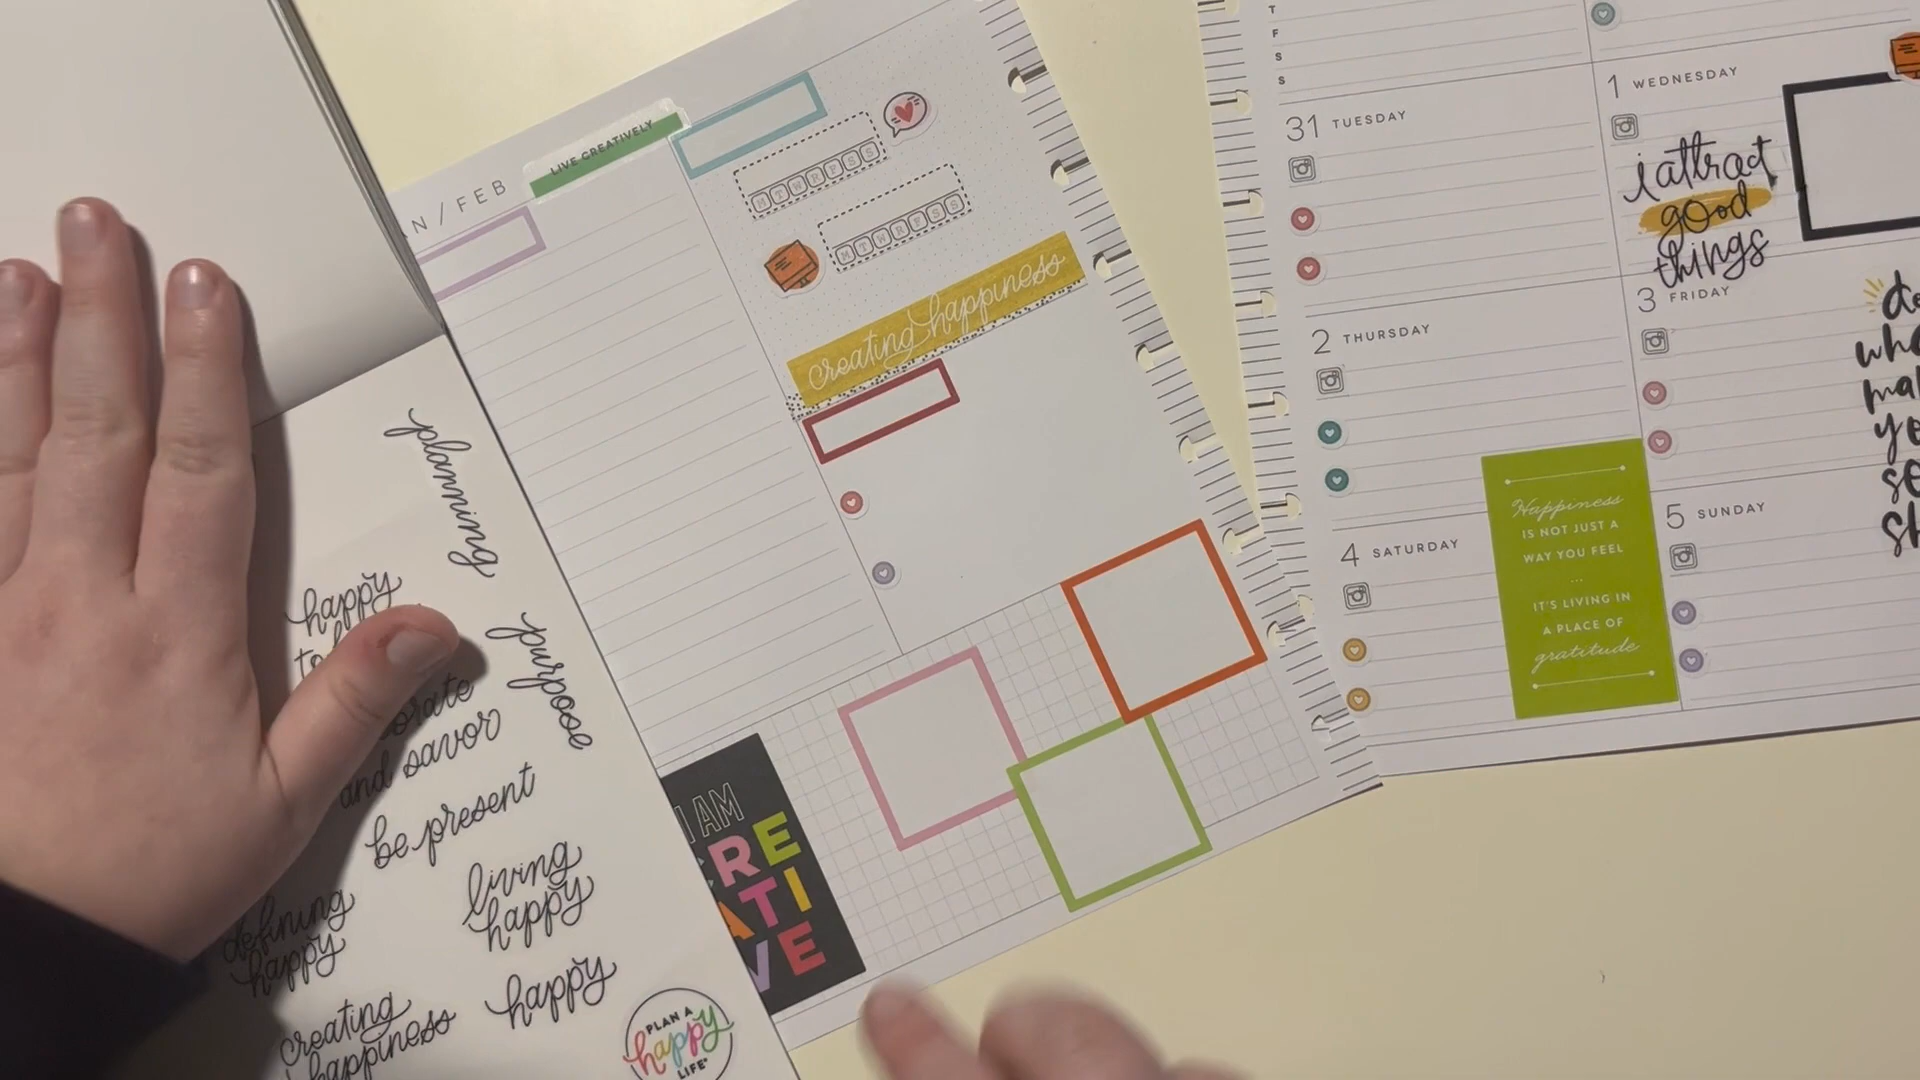 planning
happy
and savor
purpose
be present
defining
happy
living
happy
creating
happiness
happy
PLAN A
happy
LIFE
N / FEB
LIVE CREATIVELY
M T W R F S S
M T W R F S S
creating happiness
I AM
CRE
ATI
VE
T
F
S
S
31 TUESDAY
1 WEDNESDAY
i attract
good
things
2 THURSDAY
3 FRIDAY
4 SATURDAY
5 SUNDAY
Happiness
IS NOT JUST A
WAY YOU FEEL
...
IT'S LIVING IN
A PLACE OF
gratitude